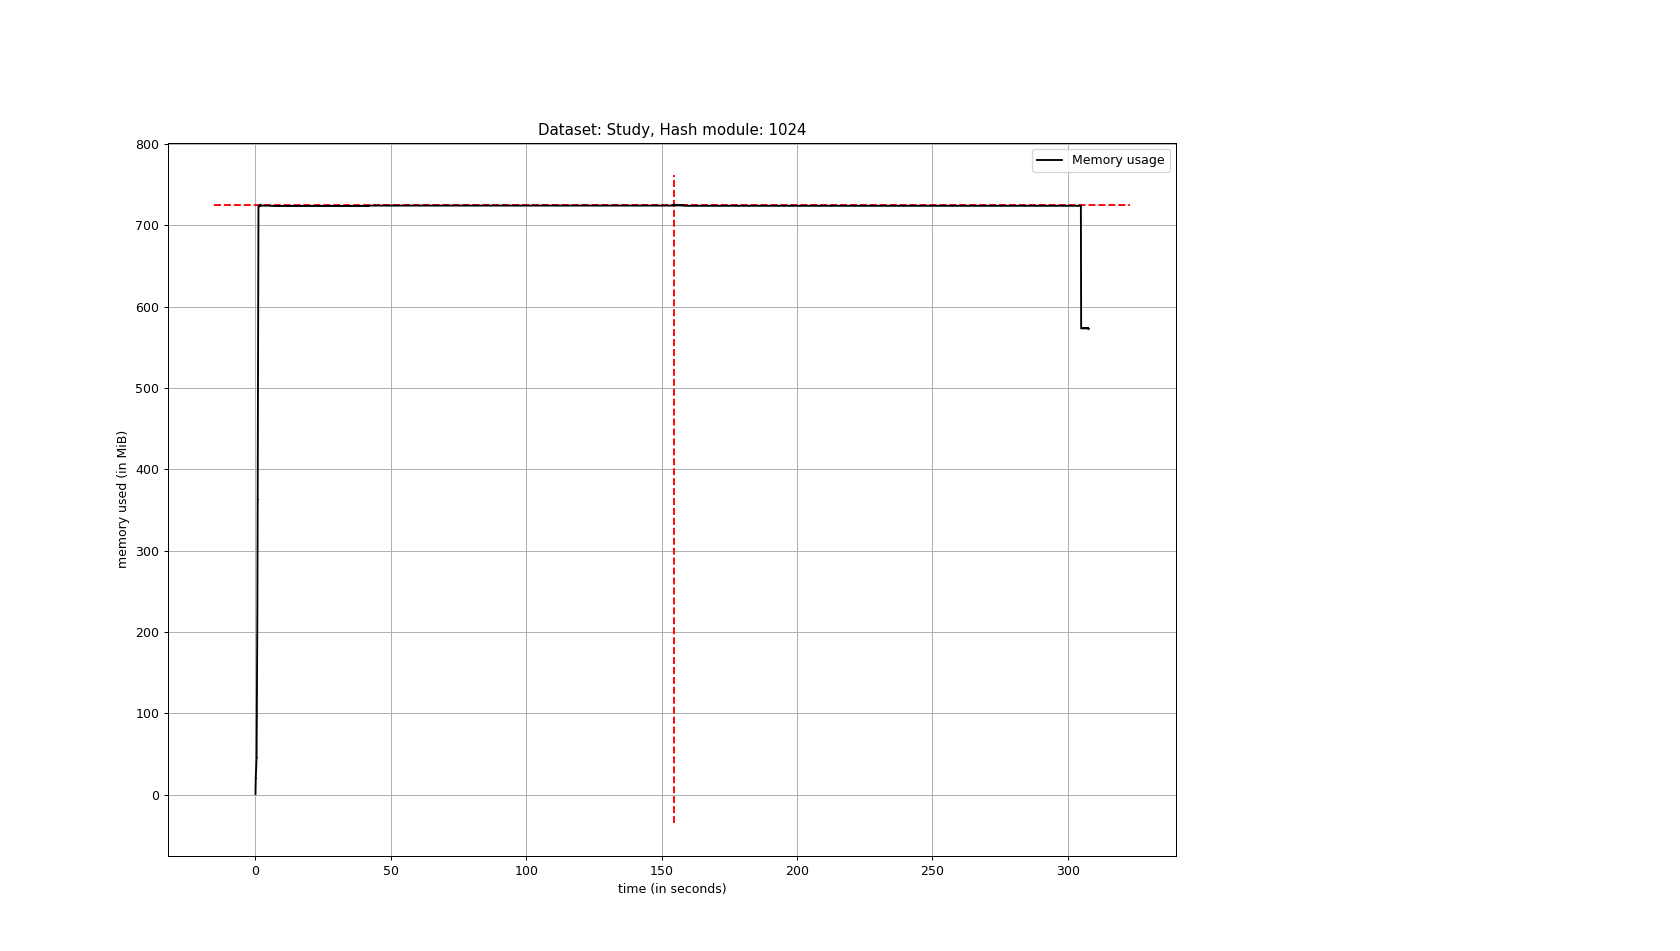 Dataset: Study, Hash module: 1024
Memory usage
800
700
600
500
400
300
200
100
0
memory used (in MiB)
0 50 100 150 200 250 300
time (in seconds)